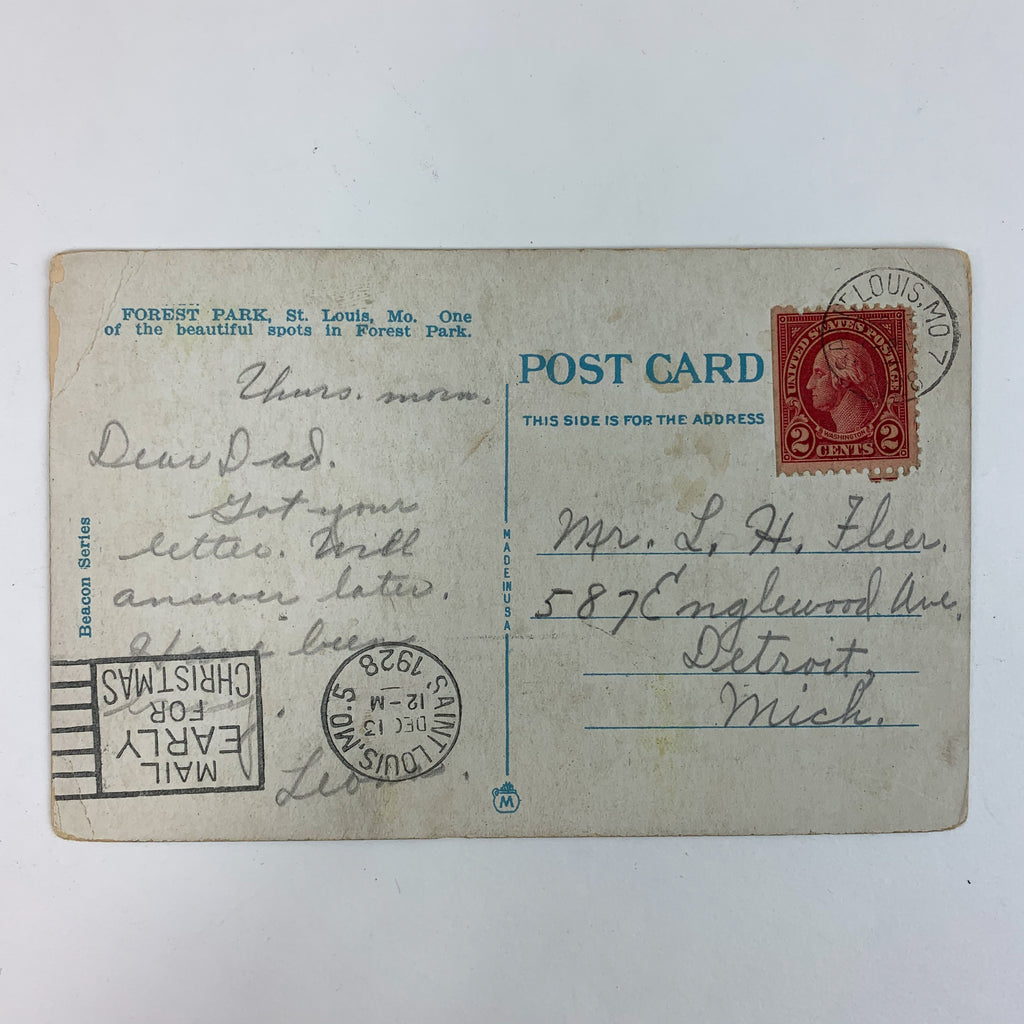 FOREST PARK, St. Louis, Mo. One
of the beautiful spots in Forest Park.
Thurs. morn.
Dear Dad.
Got your
letter. Will
answer later.
Have been
Beacon Series
MAIL
EARLY
FOR
CHRISTMAS
SAINT LOUIS, MO. 5
DEC 13
12-M
1928
MADE IN USA
M
POST CARD
THIS SIDE IS FOR THE ADDRESS
LOUIS, MO 7
UNITED STATES POSTAGE
WASHINGTON
2 CENTS 2
Mr. L. H. Fleer.
587 Englewood Ave.
Detroit,
Mich.